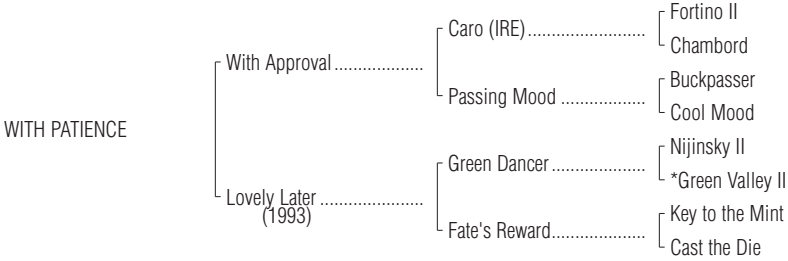 Fortino II
Caro (IRE)........................
Chambord
With Approval ...................
Buckpasser
Passing Mood ..................
Cool Mood
WITH PATIENCE
Nijinsky II
Green Dancer ....................
*Green Valley II
Lovely Later ......................
(1993)
Key to the Mint
Fate's Reward....................
Cast the Die